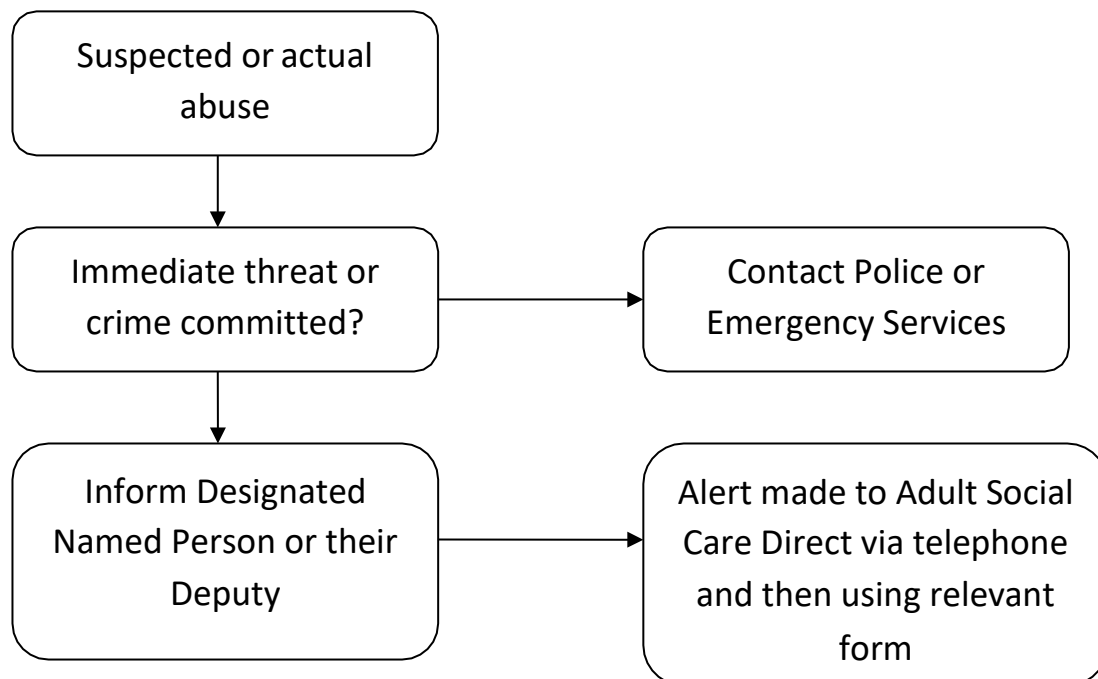 Suspected or actual
abuse
Immediate threat or
crime committed?
Contact Police or
Emergency Services
Inform Designated
Named Person or their
Deputy
Alert made to Adult Social
Care Direct via telephone
and then using relevant
form